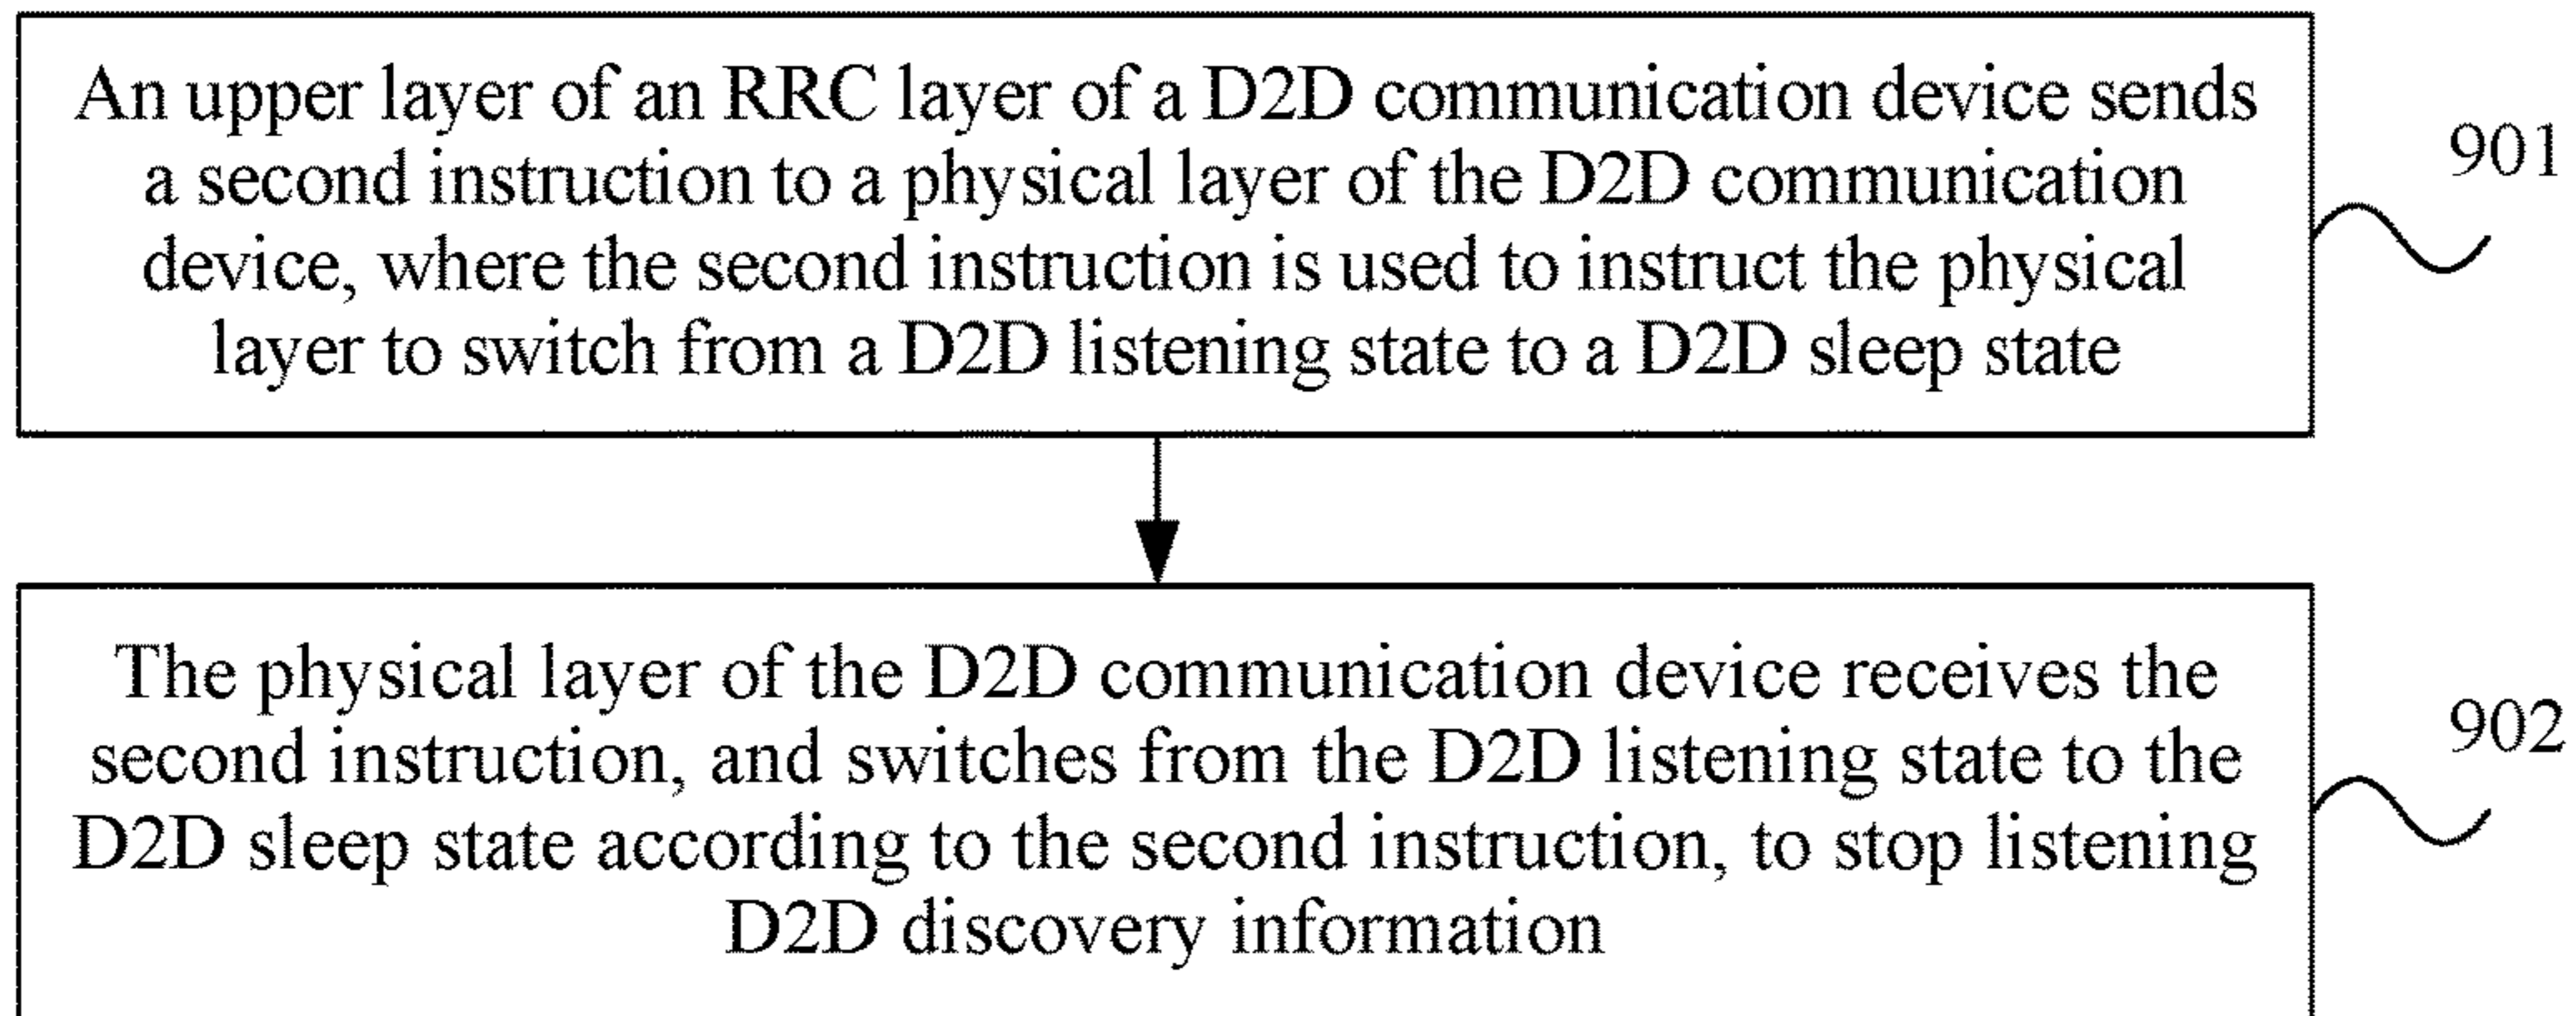 An upper layer of an RRC layer of a D2D communication device sends
a second instruction to a physical layer of the D2D communication
device, where the second instruction is used to instruct the physical
layer to switch from a D2D listening state to a D2D sleep state
901
The physical layer of the D2D communication device receives the
second instruction, and switches from the D2D listening state to the
D2D sleep state according to the second instruction, to stop listening
D2D discovery information
902